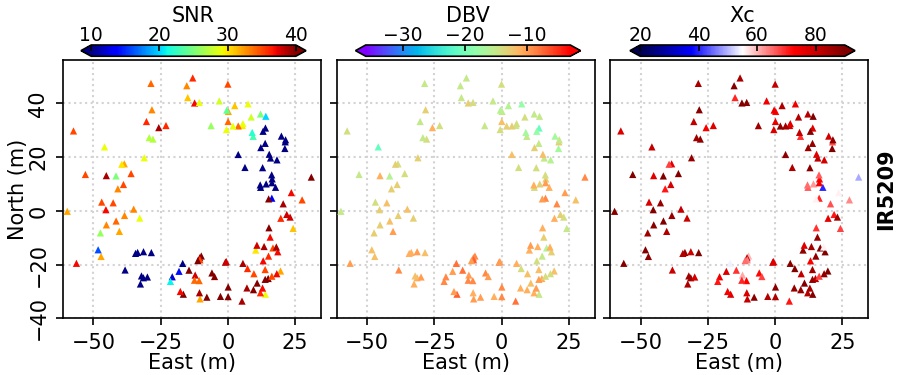 SNR DBV Xc
10 20 30 40 −30 −20 −10 20 40 60 80
40
20
0
−20
−40
North (m)
−50 −25 0 25 −50 −25 0 25 −50 −25 0 25
East (m) East (m) East (m)
IR5209